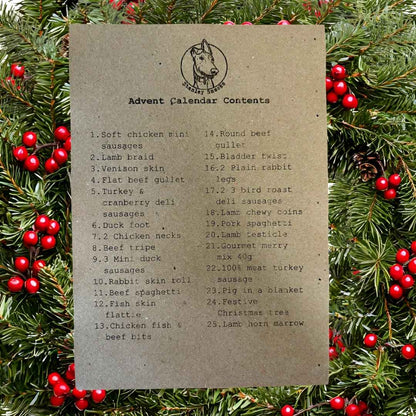 Stanley Snacks
Advent Calendar Contents
1.Soft chicken mini
sausages
2.Lamb braid
3.Venison skin
4.Flat beef gullet
5.Turkey &
cranberry deli
sausages
6.Duck foot
7.2 Chicken necks
8.Beef tripe
9.3 Mini duck
sausages
10.Rabbit skin roll
11.Beef spaghetti
12.Fish skin
flattie
13.Chicken fish &
beef bits
14.Round beef
gullet
15.Bladder twist
16.2 Plain rabbit
legs
17.2 3 bird roast
deli sausages
18.Lamb chewy coins
19.Pork spaghetti
20.Lamb testicle
21.Gourmet merry
mix 40g
22.100% meat turkey
sausage
23.Pig in a blanket
24.Festive
Christmas tree
25.Lamb horn marrow